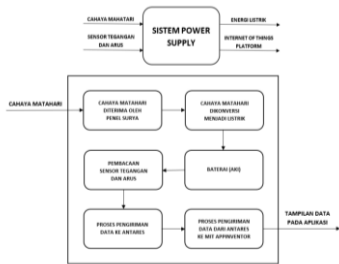 CAHAYA MAHATARI
SENSOR TEGANGAN
DAN ARUS
SISTEM POWER
SUPPLY
ENERGI LISTRIK
INTERNET OF THINGS
PLATFORM
CAHAYA MATAHARI
CAHAYA MATAHARI
DITERIMA OLEH
PENEL SURYA
CAHAYA MATAHARI
DIKONVERSI
MENJADI LISTRIK
PEMBACAAN
SENSOR TEGANGAN
DAN ARUS
BATERAI (AKI)
PROSES PENGIRIMAN
DATA KE ANTARES
PROSES PENGIRIMAN
DATA DARI ANTARES
KE MIT APPINVENTOR
TAMPILAN DATA
PADA APLIKASI